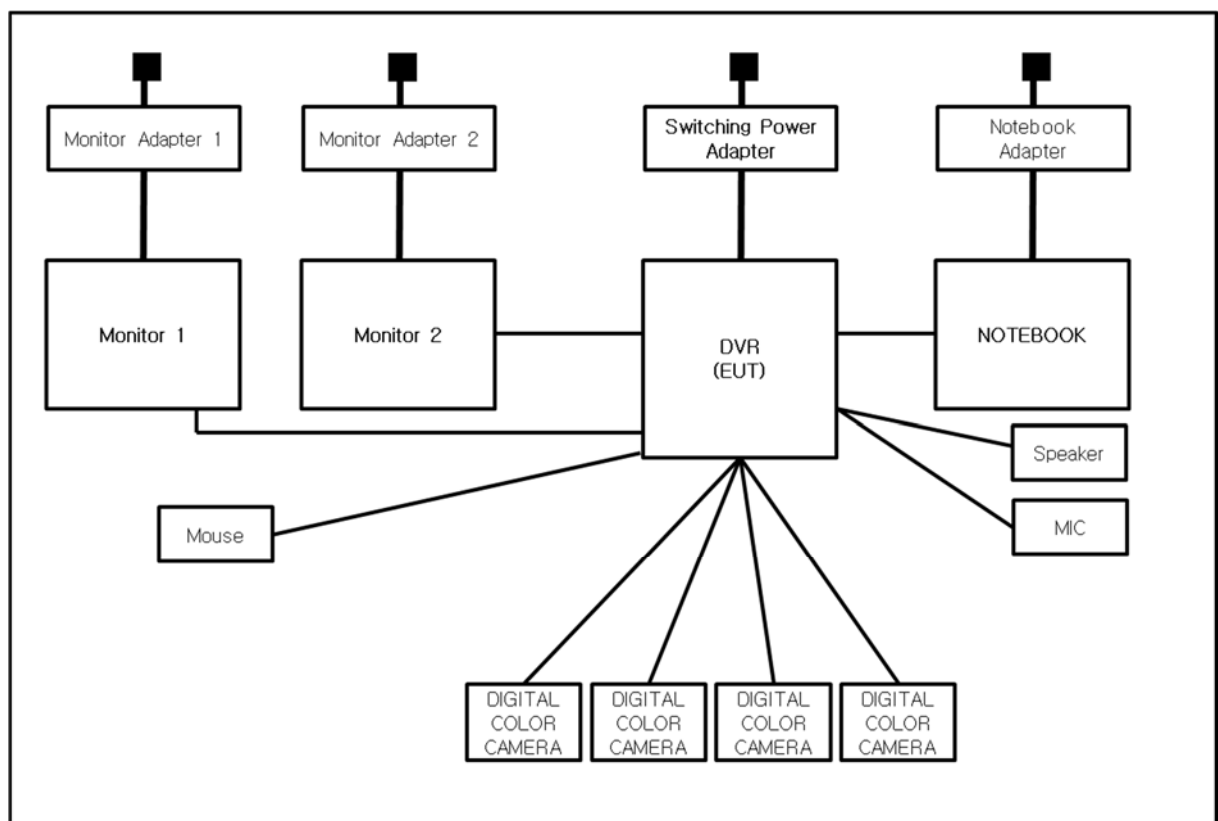 Monitor Adapter 1
Monitor Adapter 2
Switching Power
Adapter
Notebook
Adapter
Monitor 1
Monitor 2
DVR
(EUT)
NOTEBOOK
Speaker
MIC
Mouse
DIGITAL
COLOR
CAMERA
DIGITAL
COLOR
CAMERA
DIGITAL
COLOR
CAMERA
DIGITAL
COLOR
CAMERA